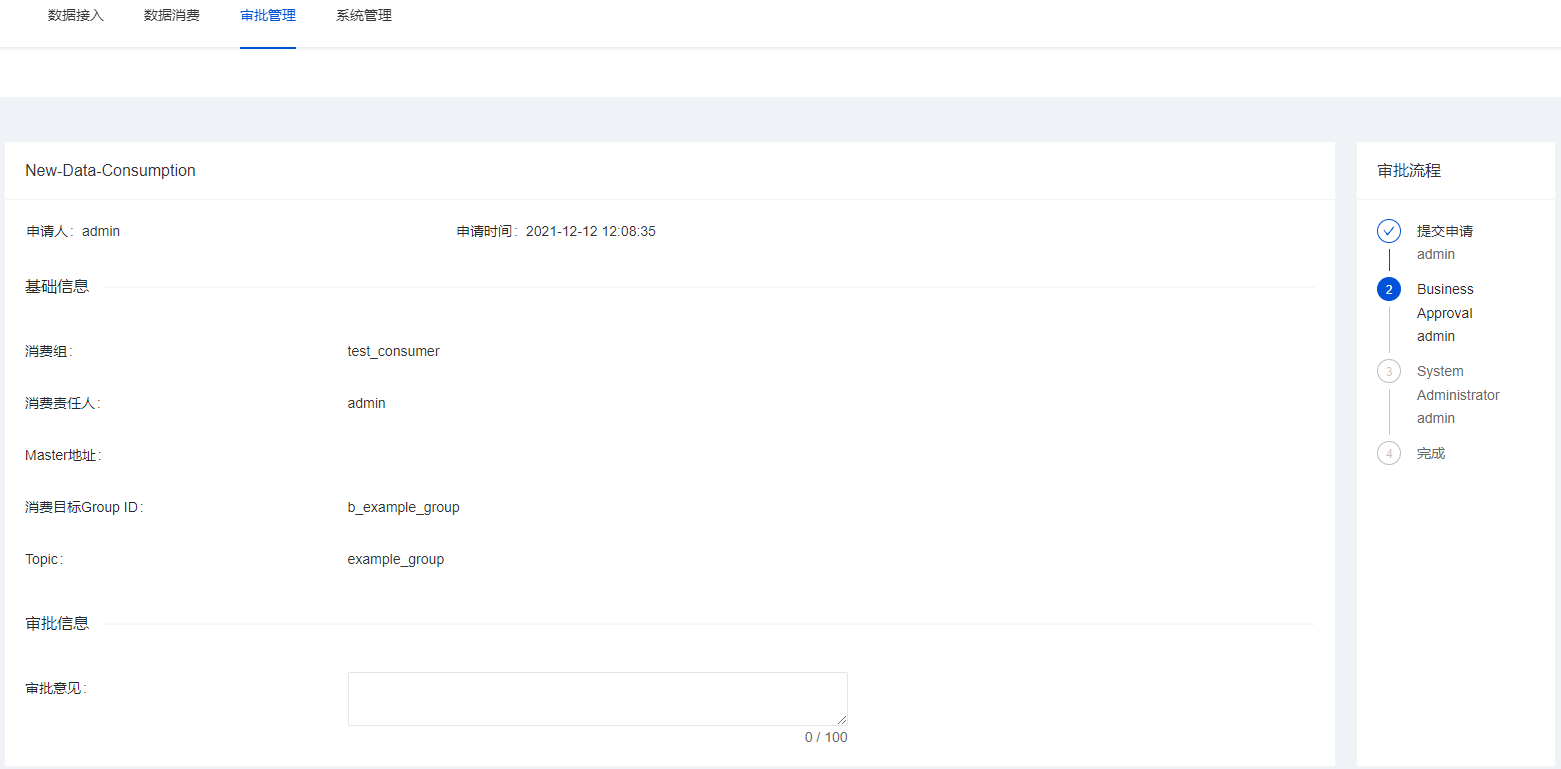 数据接入 数据消费 审批管理 系统管理
New-Data-Consumption
申请人: admin 申请时间: 2021-12-12 12:08:35
基础信息
消费组: test_consumer
消费责任人: admin
Master地址:
消费目标Group ID: b_example_group
Topic: example_group
审批信息
审批意见:
0 / 100
审批流程
提交申请
admin
2 Business
Approval
admin
3 System
Administrator
admin
4 完成